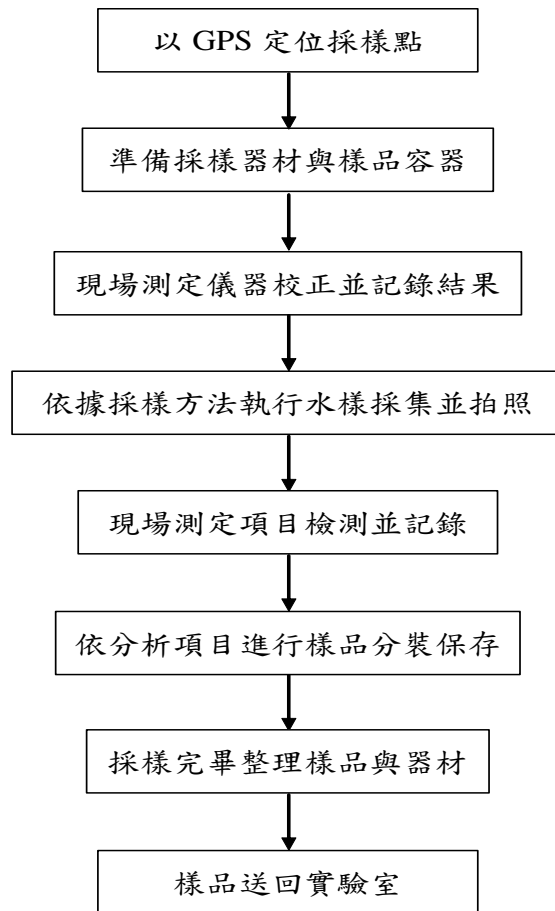 以 GPS 定位採樣點
準備採樣器材與樣品容器
現場測定儀器校正並記錄結果
依據採樣方法執行水樣採集並拍照
現場測定項目檢測並記錄
依分析項目進行樣品分裝保存
採樣完畢整理樣品與器材
樣品送回實驗室